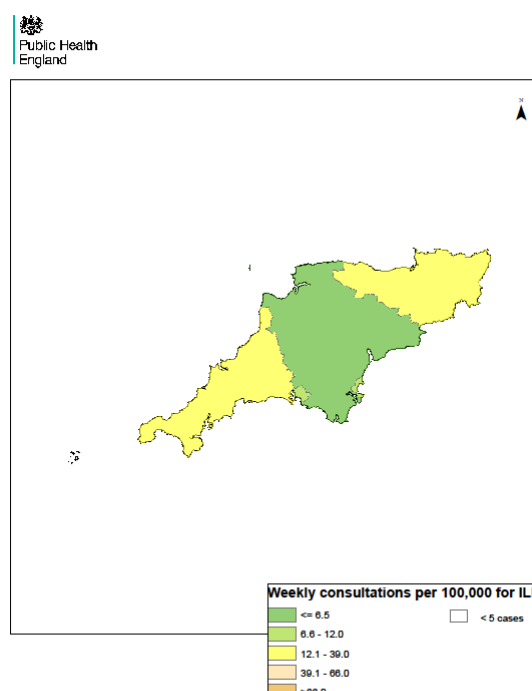 Public Health
England
N
Weekly consultations per 100,000 for IL
<= 6.5
< 5 cases
6.6 - 12.0
12.1 - 39.0
39.1 - 66.0